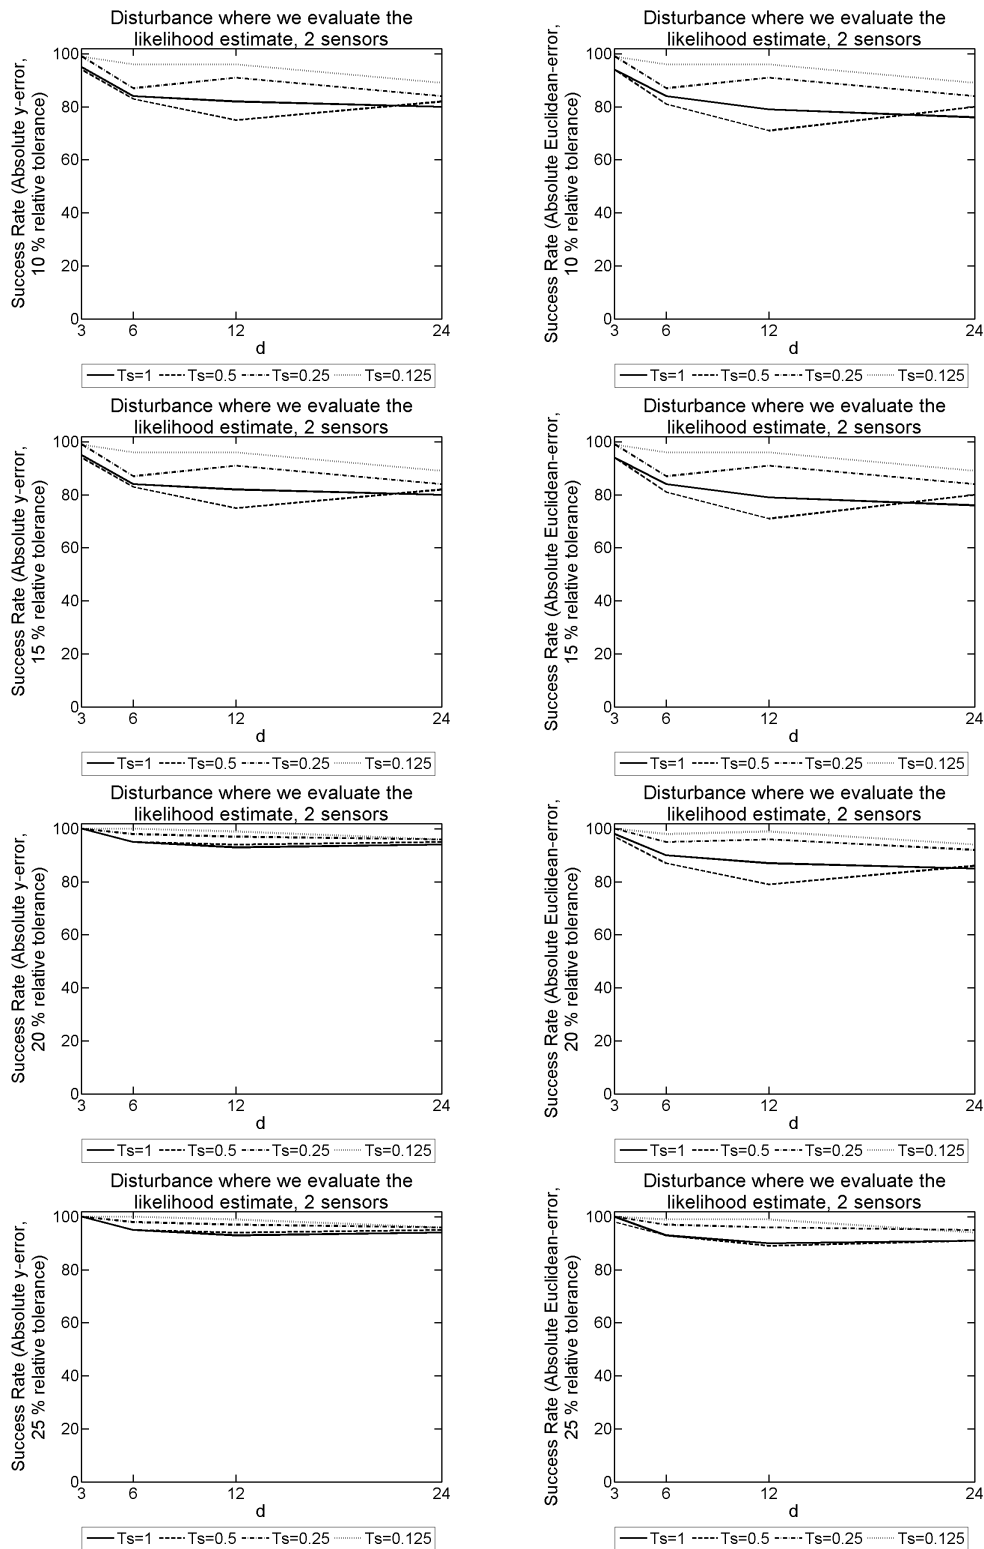 Disturbance where we evaluate the
likelihood estimate, 2 sensors
Success Rate (Absolute y-error,
10 % relative tolerance)
100
80
60
40
20
0
3 6 12 24
d
Ts=1 Ts=0.5 Ts=0.25 Ts=0.125
Disturbance where we evaluate the
likelihood estimate, 2 sensors
Success Rate (Absolute Euclidean-error,
10 % relative tolerance)
100
80
60
40
20
0
3 6 12 24
d
Ts=1 Ts=0.5 Ts=0.25 Ts=0.125
Disturbance where we evaluate the
likelihood estimate, 2 sensors
Success Rate (Absolute y-error,
15 % relative tolerance)
100
80
60
40
20
0
3 6 12 24
d
Ts=1 Ts=0.5 Ts=0.25 Ts=0.125
Disturbance where we evaluate the
likelihood estimate, 2 sensors
Success Rate (Absolute Euclidean-error,
15 % relative tolerance)
100
80
60
40
20
0
3 6 12 24
d
Ts=1 Ts=0.5 Ts=0.25 Ts=0.125
Disturbance where we evaluate the
likelihood estimate, 2 sensors
Success Rate (Absolute y-error,
20 % relative tolerance)
100
80
60
40
20
0
3 6 12 24
d
Ts=1 Ts=0.5 Ts=0.25 Ts=0.125
Disturbance where we evaluate the
likelihood estimate, 2 sensors
Success Rate (Absolute Euclidean-error,
20 % relative tolerance)
100
80
60
40
20
0
3 6 12 24
d
Ts=1 Ts=0.5 Ts=0.25 Ts=0.125
Disturbance where we evaluate the
likelihood estimate, 2 sensors
Success Rate (Absolute y-error,
25 % relative tolerance)
100
80
60
40
20
0
3 6 12 24
d
Ts=1 Ts=0.5 Ts=0.25 Ts=0.125
Disturbance where we evaluate the
likelihood estimate, 2 sensors
Success Rate (Absolute Euclidean-error,
25 % relative tolerance)
100
80
60
40
20
0
3 6 12 24
d
Ts=1 Ts=0.5 Ts=0.25 Ts=0.125